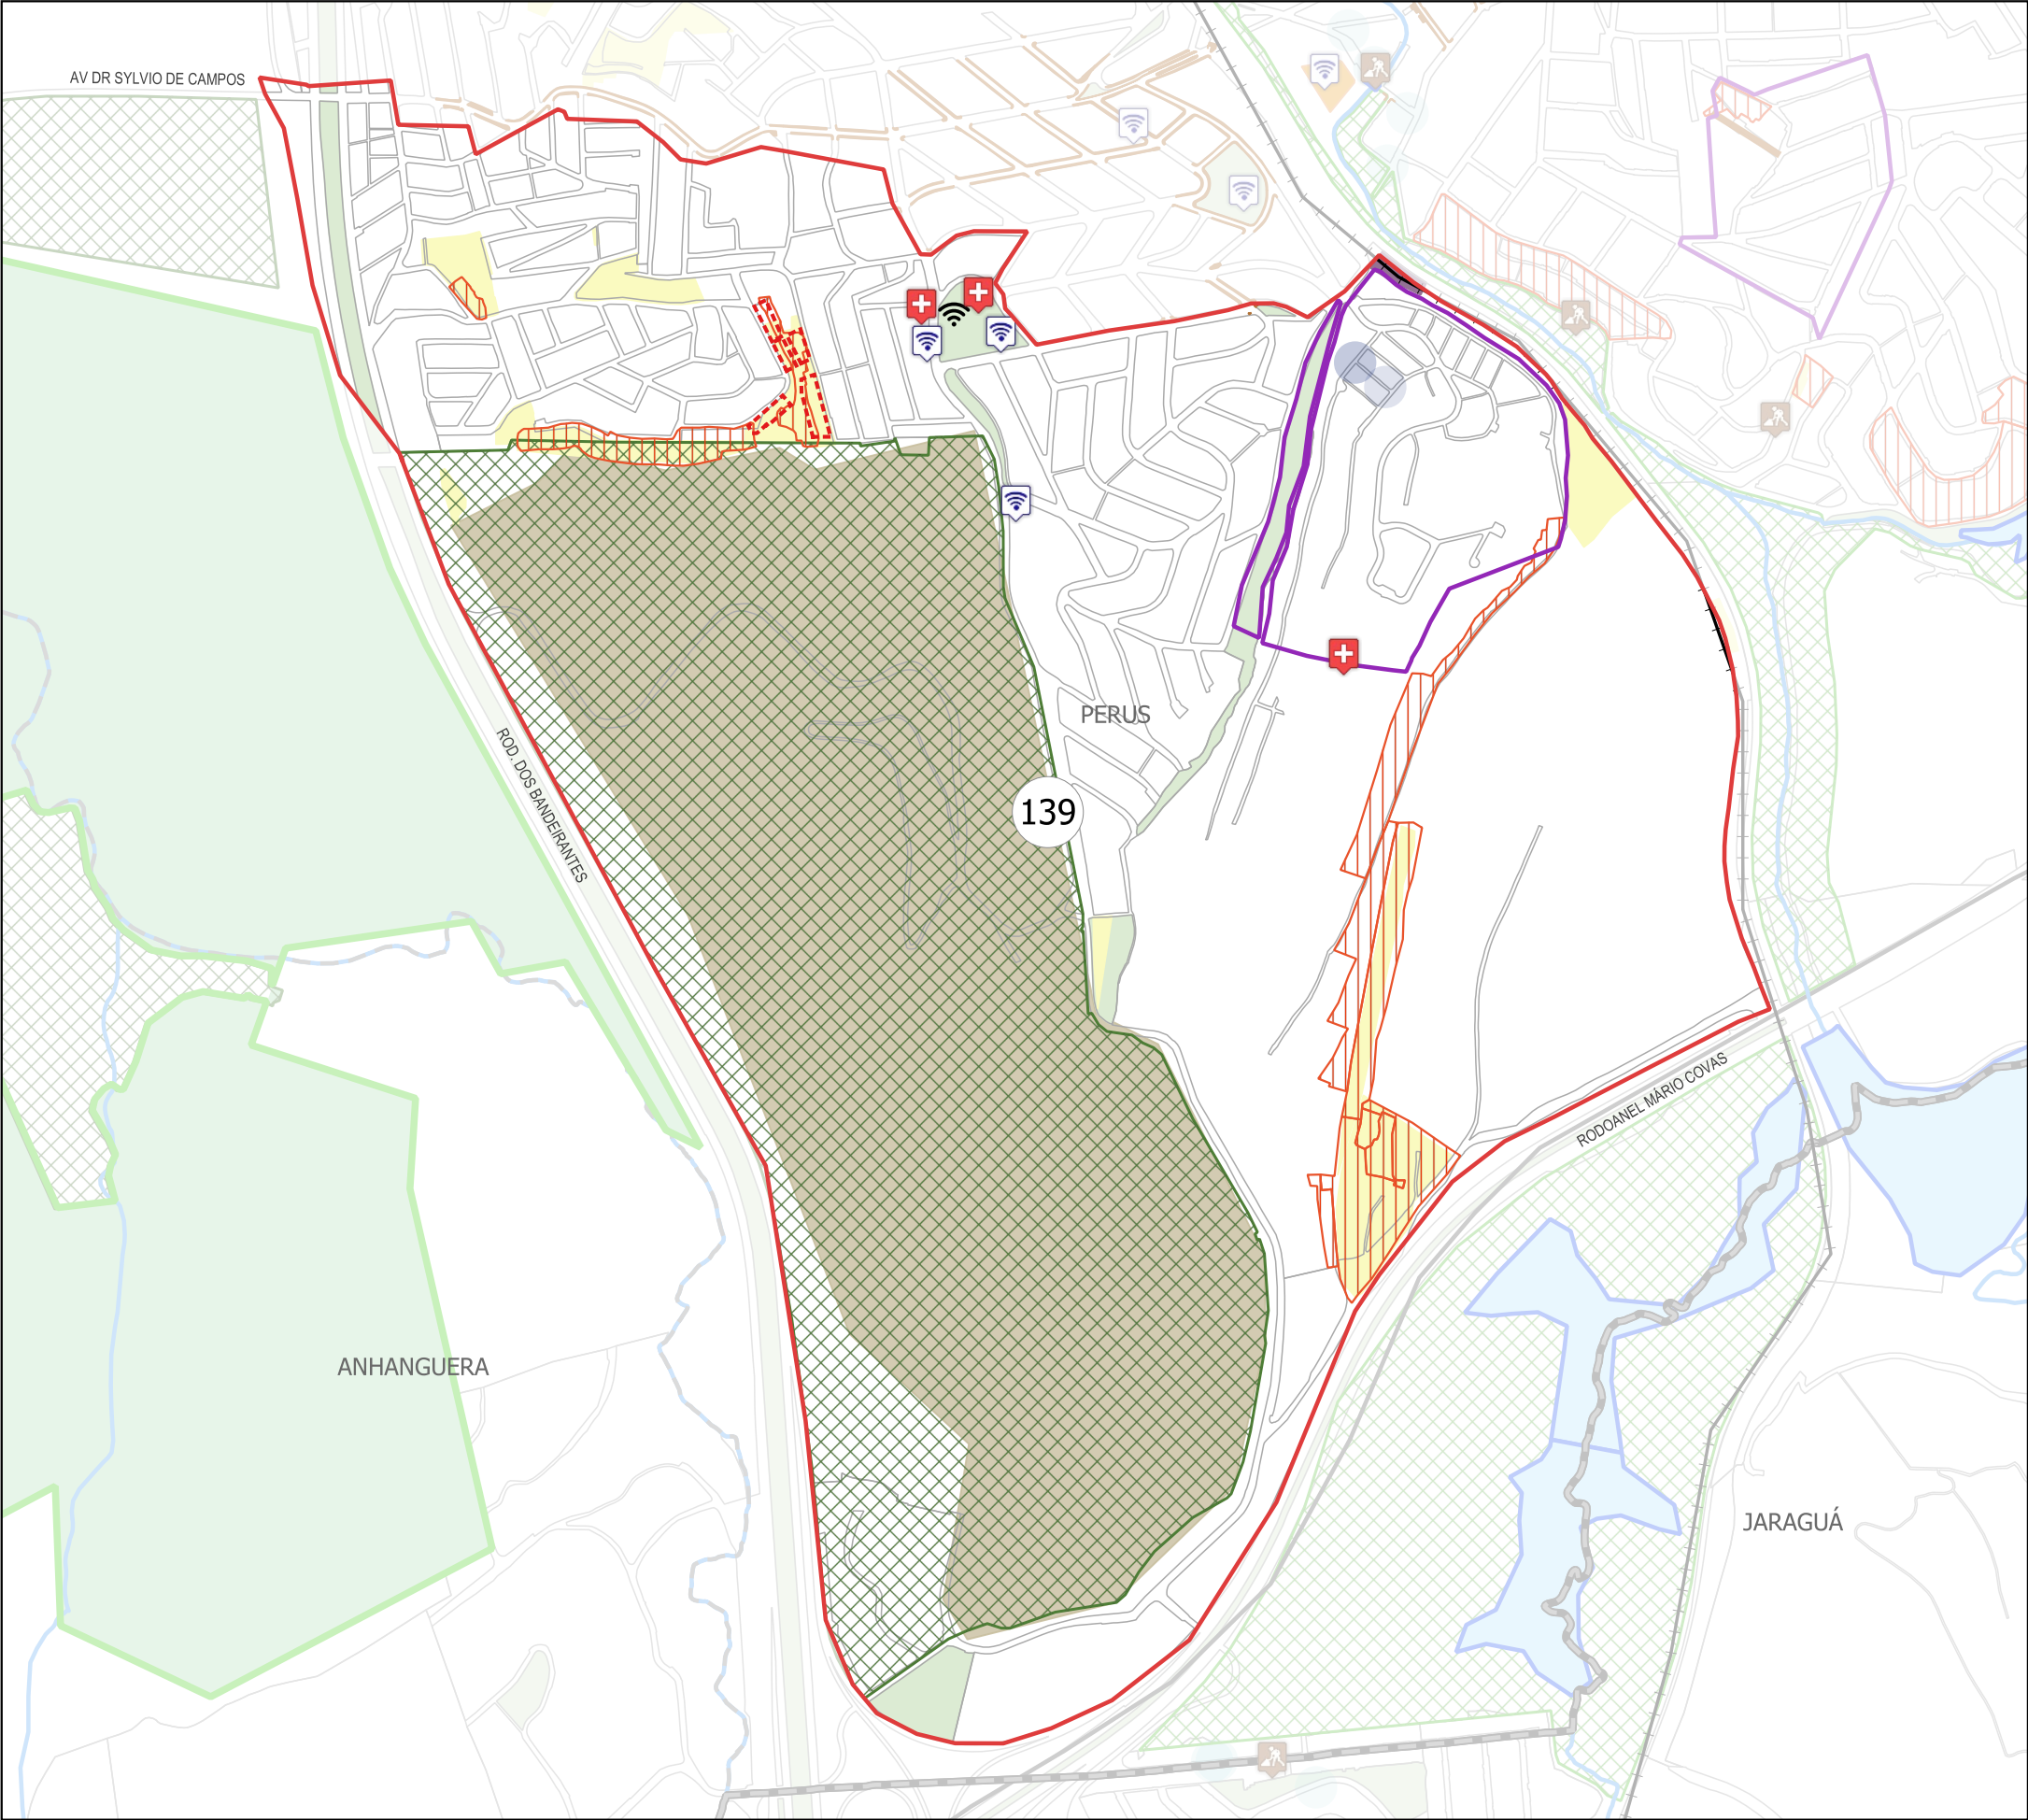 AV DR SYLVIO DE CAMPOS
PERUS
ROD. DOS BANDEIRANTES
139
RODOANEL MÁRIO COVAS
ANHANGUERA
JARAGUÁ